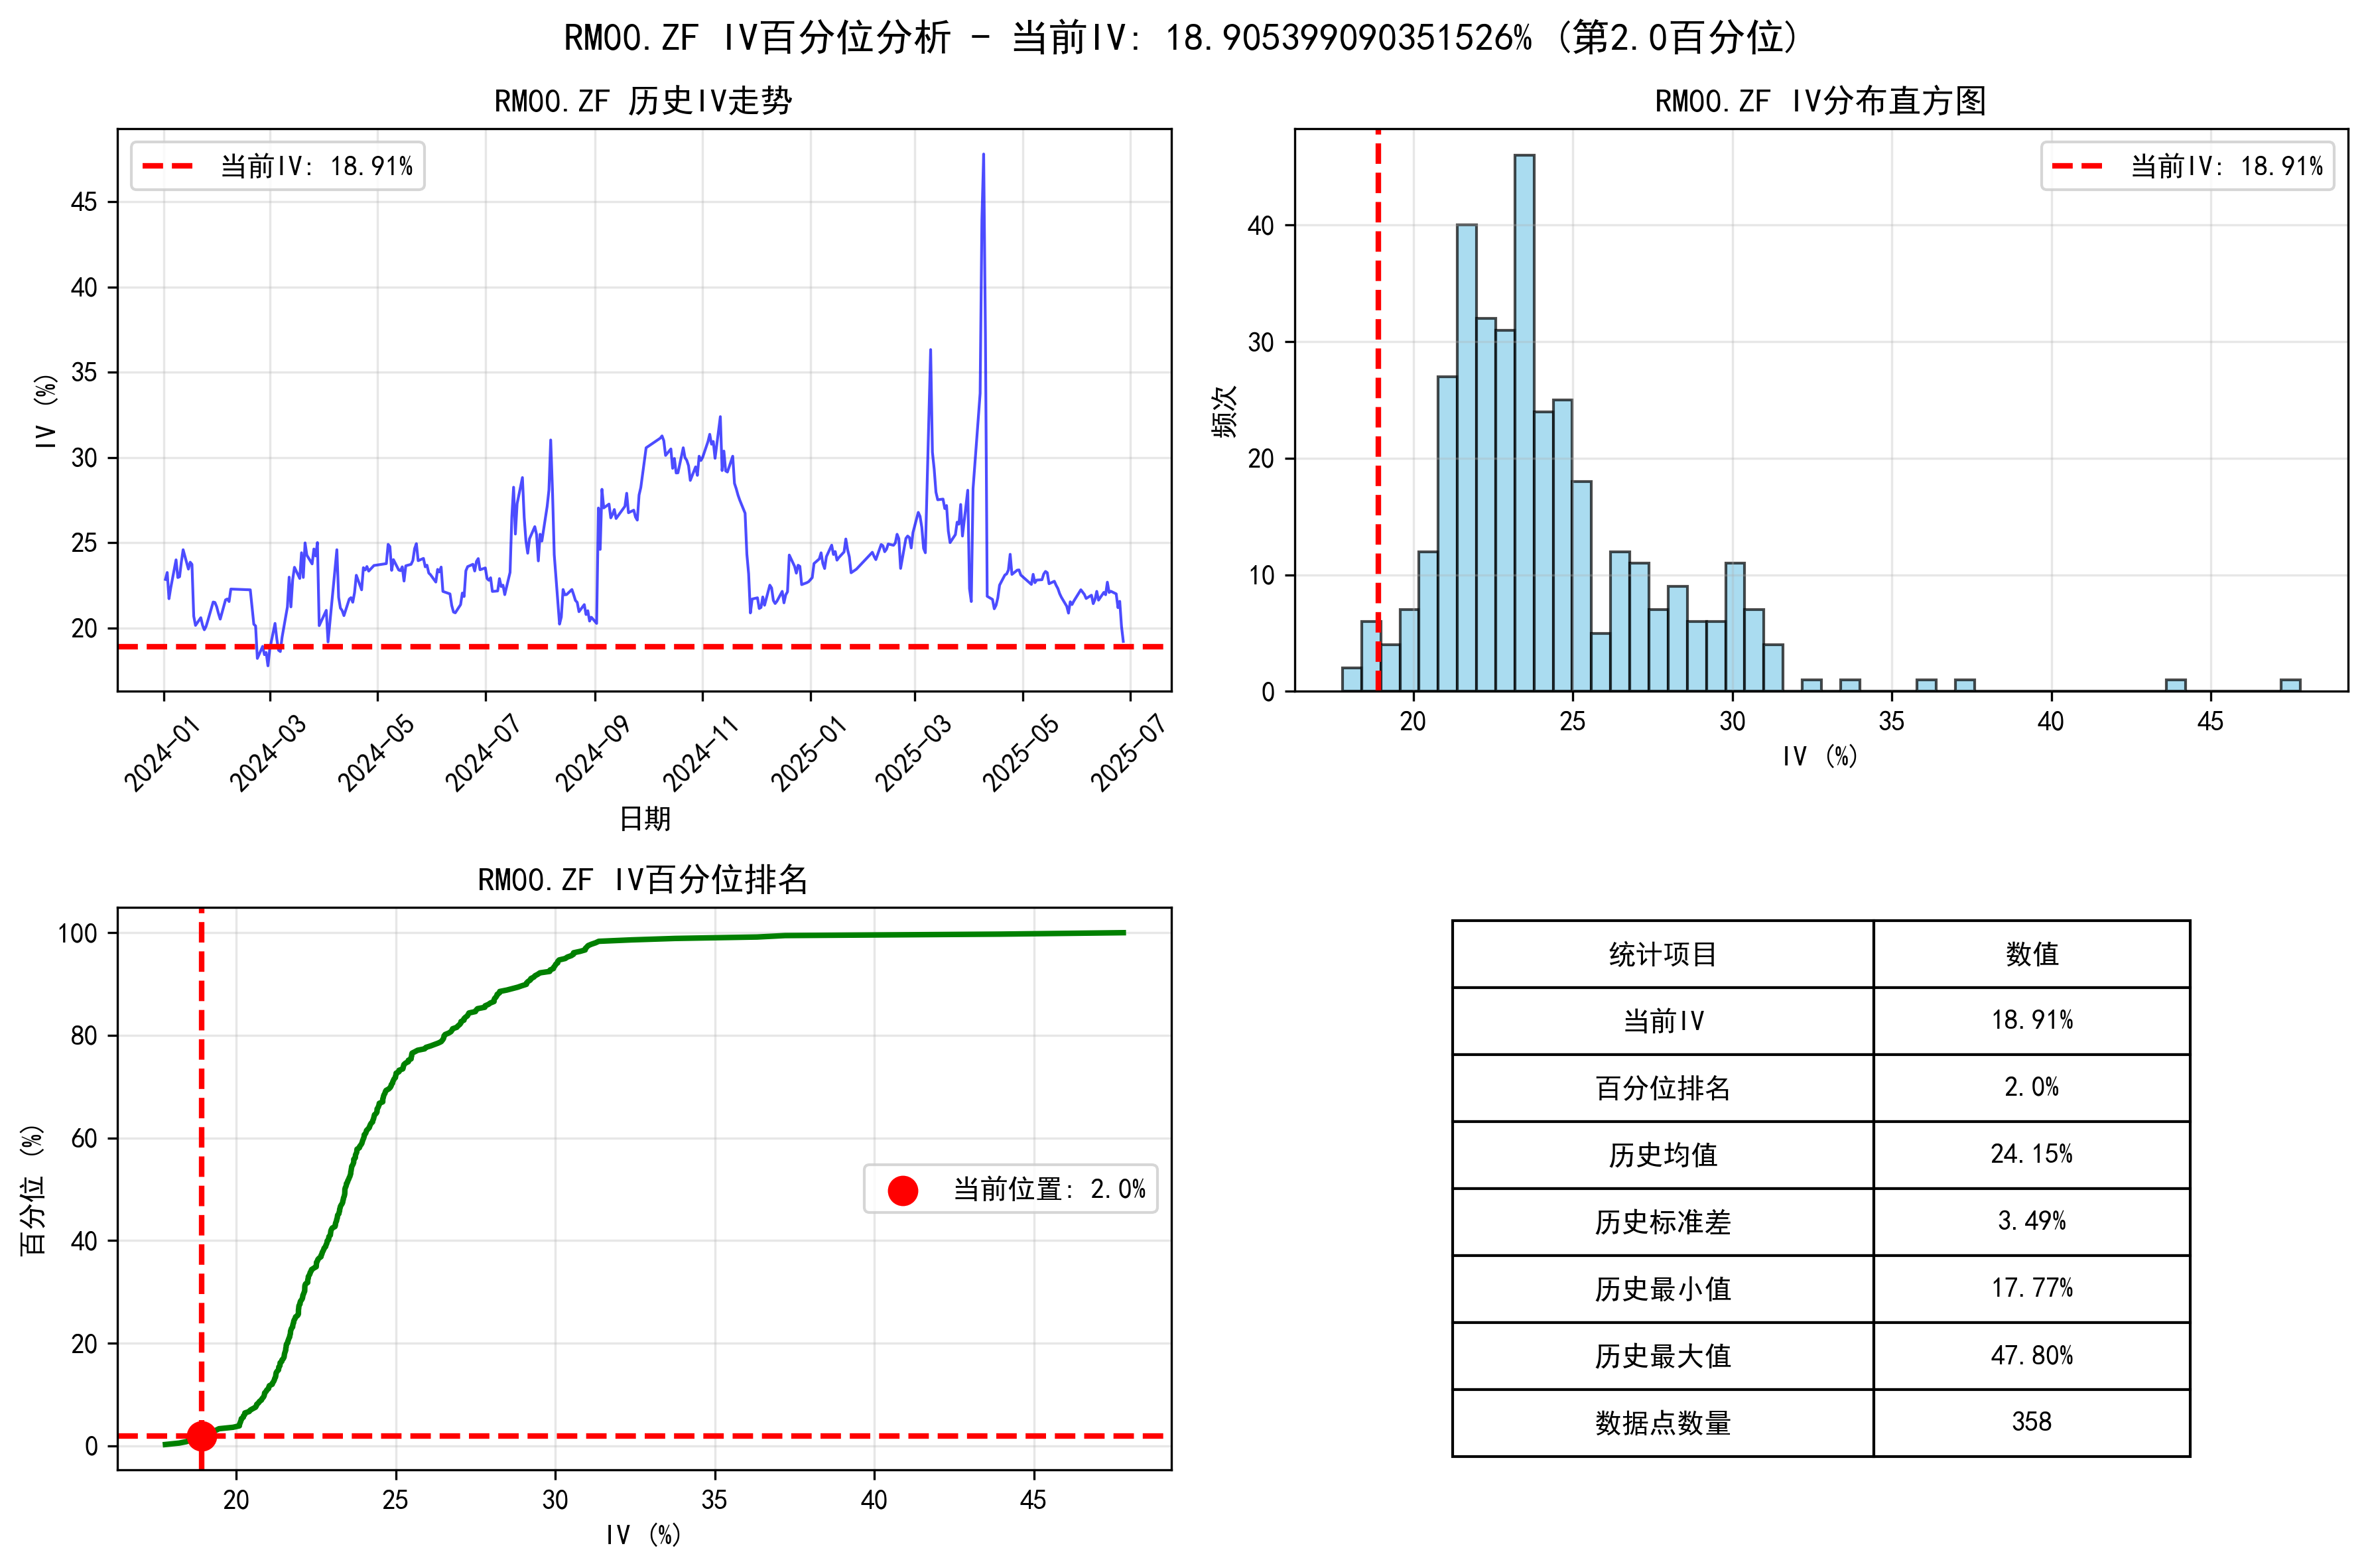 RM00.ZF IV百分位分析 - 当前IV: 18.905399090351526% (第2.0百分位)
RM00.ZF 历史IV走势
当前IV: 18.91%
IV (%)
45
40
35
30
25
20
2024-01
2024-03
2024-05
2024-07
2024-09
2024-11
2025-01
2025-03
2025-05
2025-07
日期
RM00.ZF IV分布直方图
当前IV: 18.91%
频次
40
30
20
10
0
20
25
30
35
40
45
IV (%)
RM00.ZF IV百分位排名
百分位 (%)
100
80
60
40
20
0
当前位置: 2.0%
20
25
30
35
40
45
IV (%)
统计项目 数值
当前IV 18.91%
百分位排名 2.0%
历史均值 24.15%
历史标准差 3.49%
历史最小值 17.77%
历史最大值 47.80%
数据点数量 358